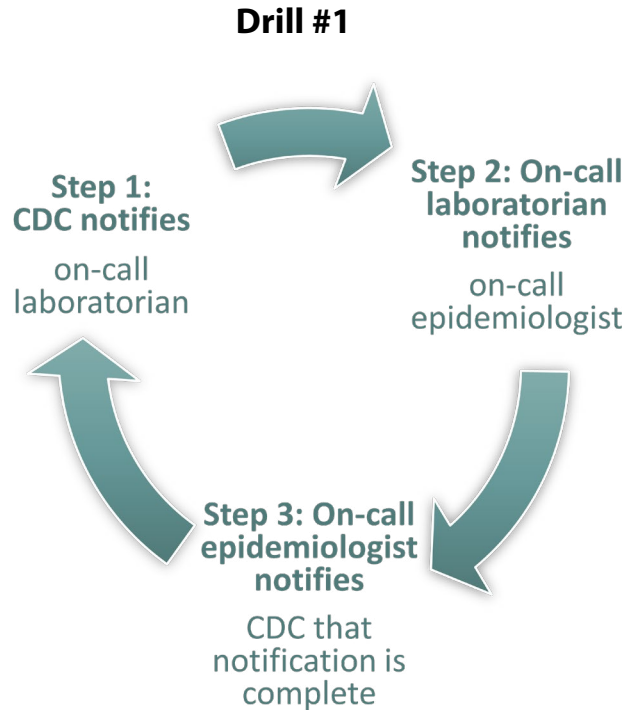 Drill #1
Step 1:
CDC notifies
on-call
laboratorian
Step 2: On-call
laboratorian
notifies
on-call
epidemiologist
Step 3: On-call
epidemiologist
notifies
CDC that
notification is
complete